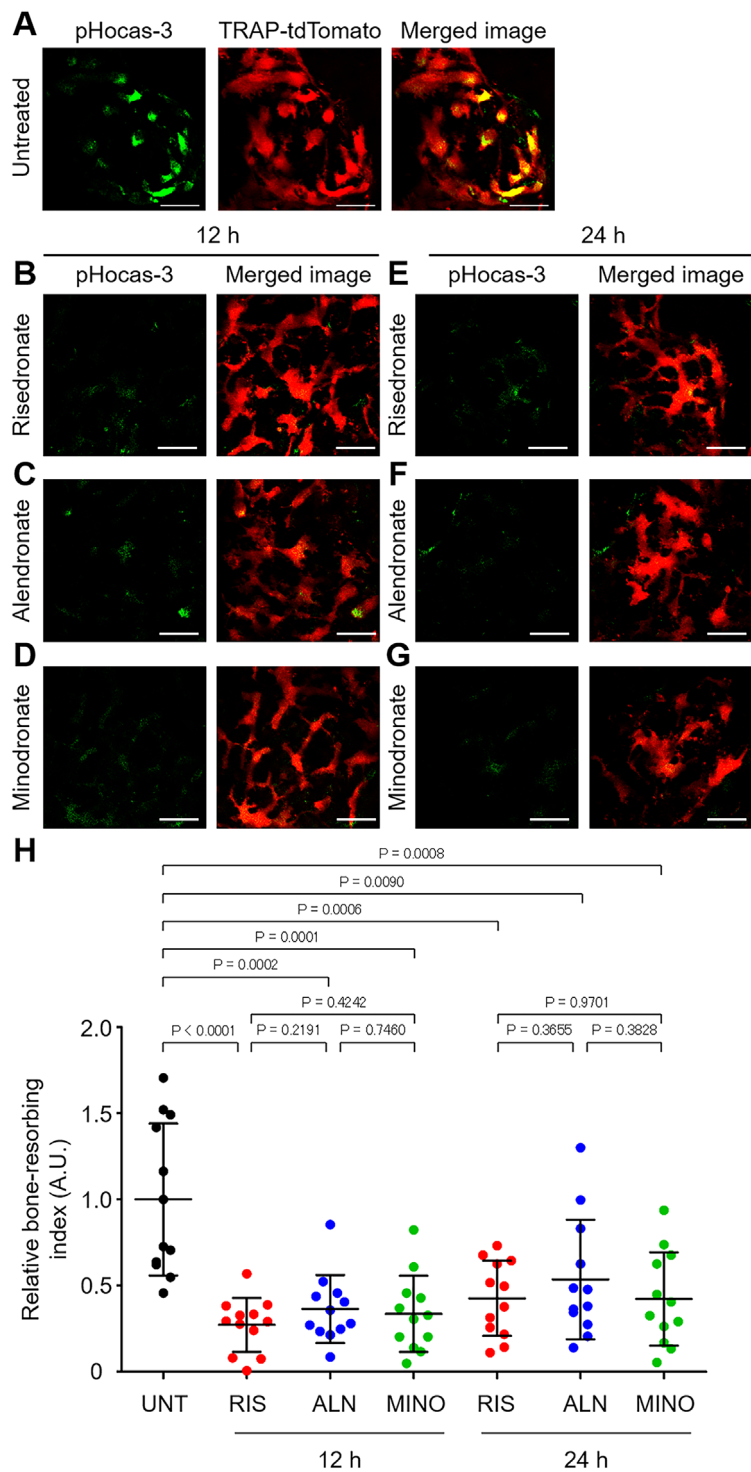 A
pHocas-3 TRAP-tdTomato Merged image
Untreated
12 h 24 h
B pHocas-3 Merged image E pHocas-3 Merged image
Risedronate Risedronate
C F
Alendronate Alendronate
D G
Minodronate Minodronate
H
P = 0.0008
P = 0.0090
P = 0.0006
P = 0.0001
P = 0.0002
P = 0.4242 P = 0.9701
P < 0.0001 P = 0.2191 P = 0.7460 P = 0.3655 P = 0.3828
Relative bone-resorbing
index (A.U.)
2.0
1.5
1.0
0.5
0
UNT RIS ALN MINO RIS ALN MINO
12 h 24 h